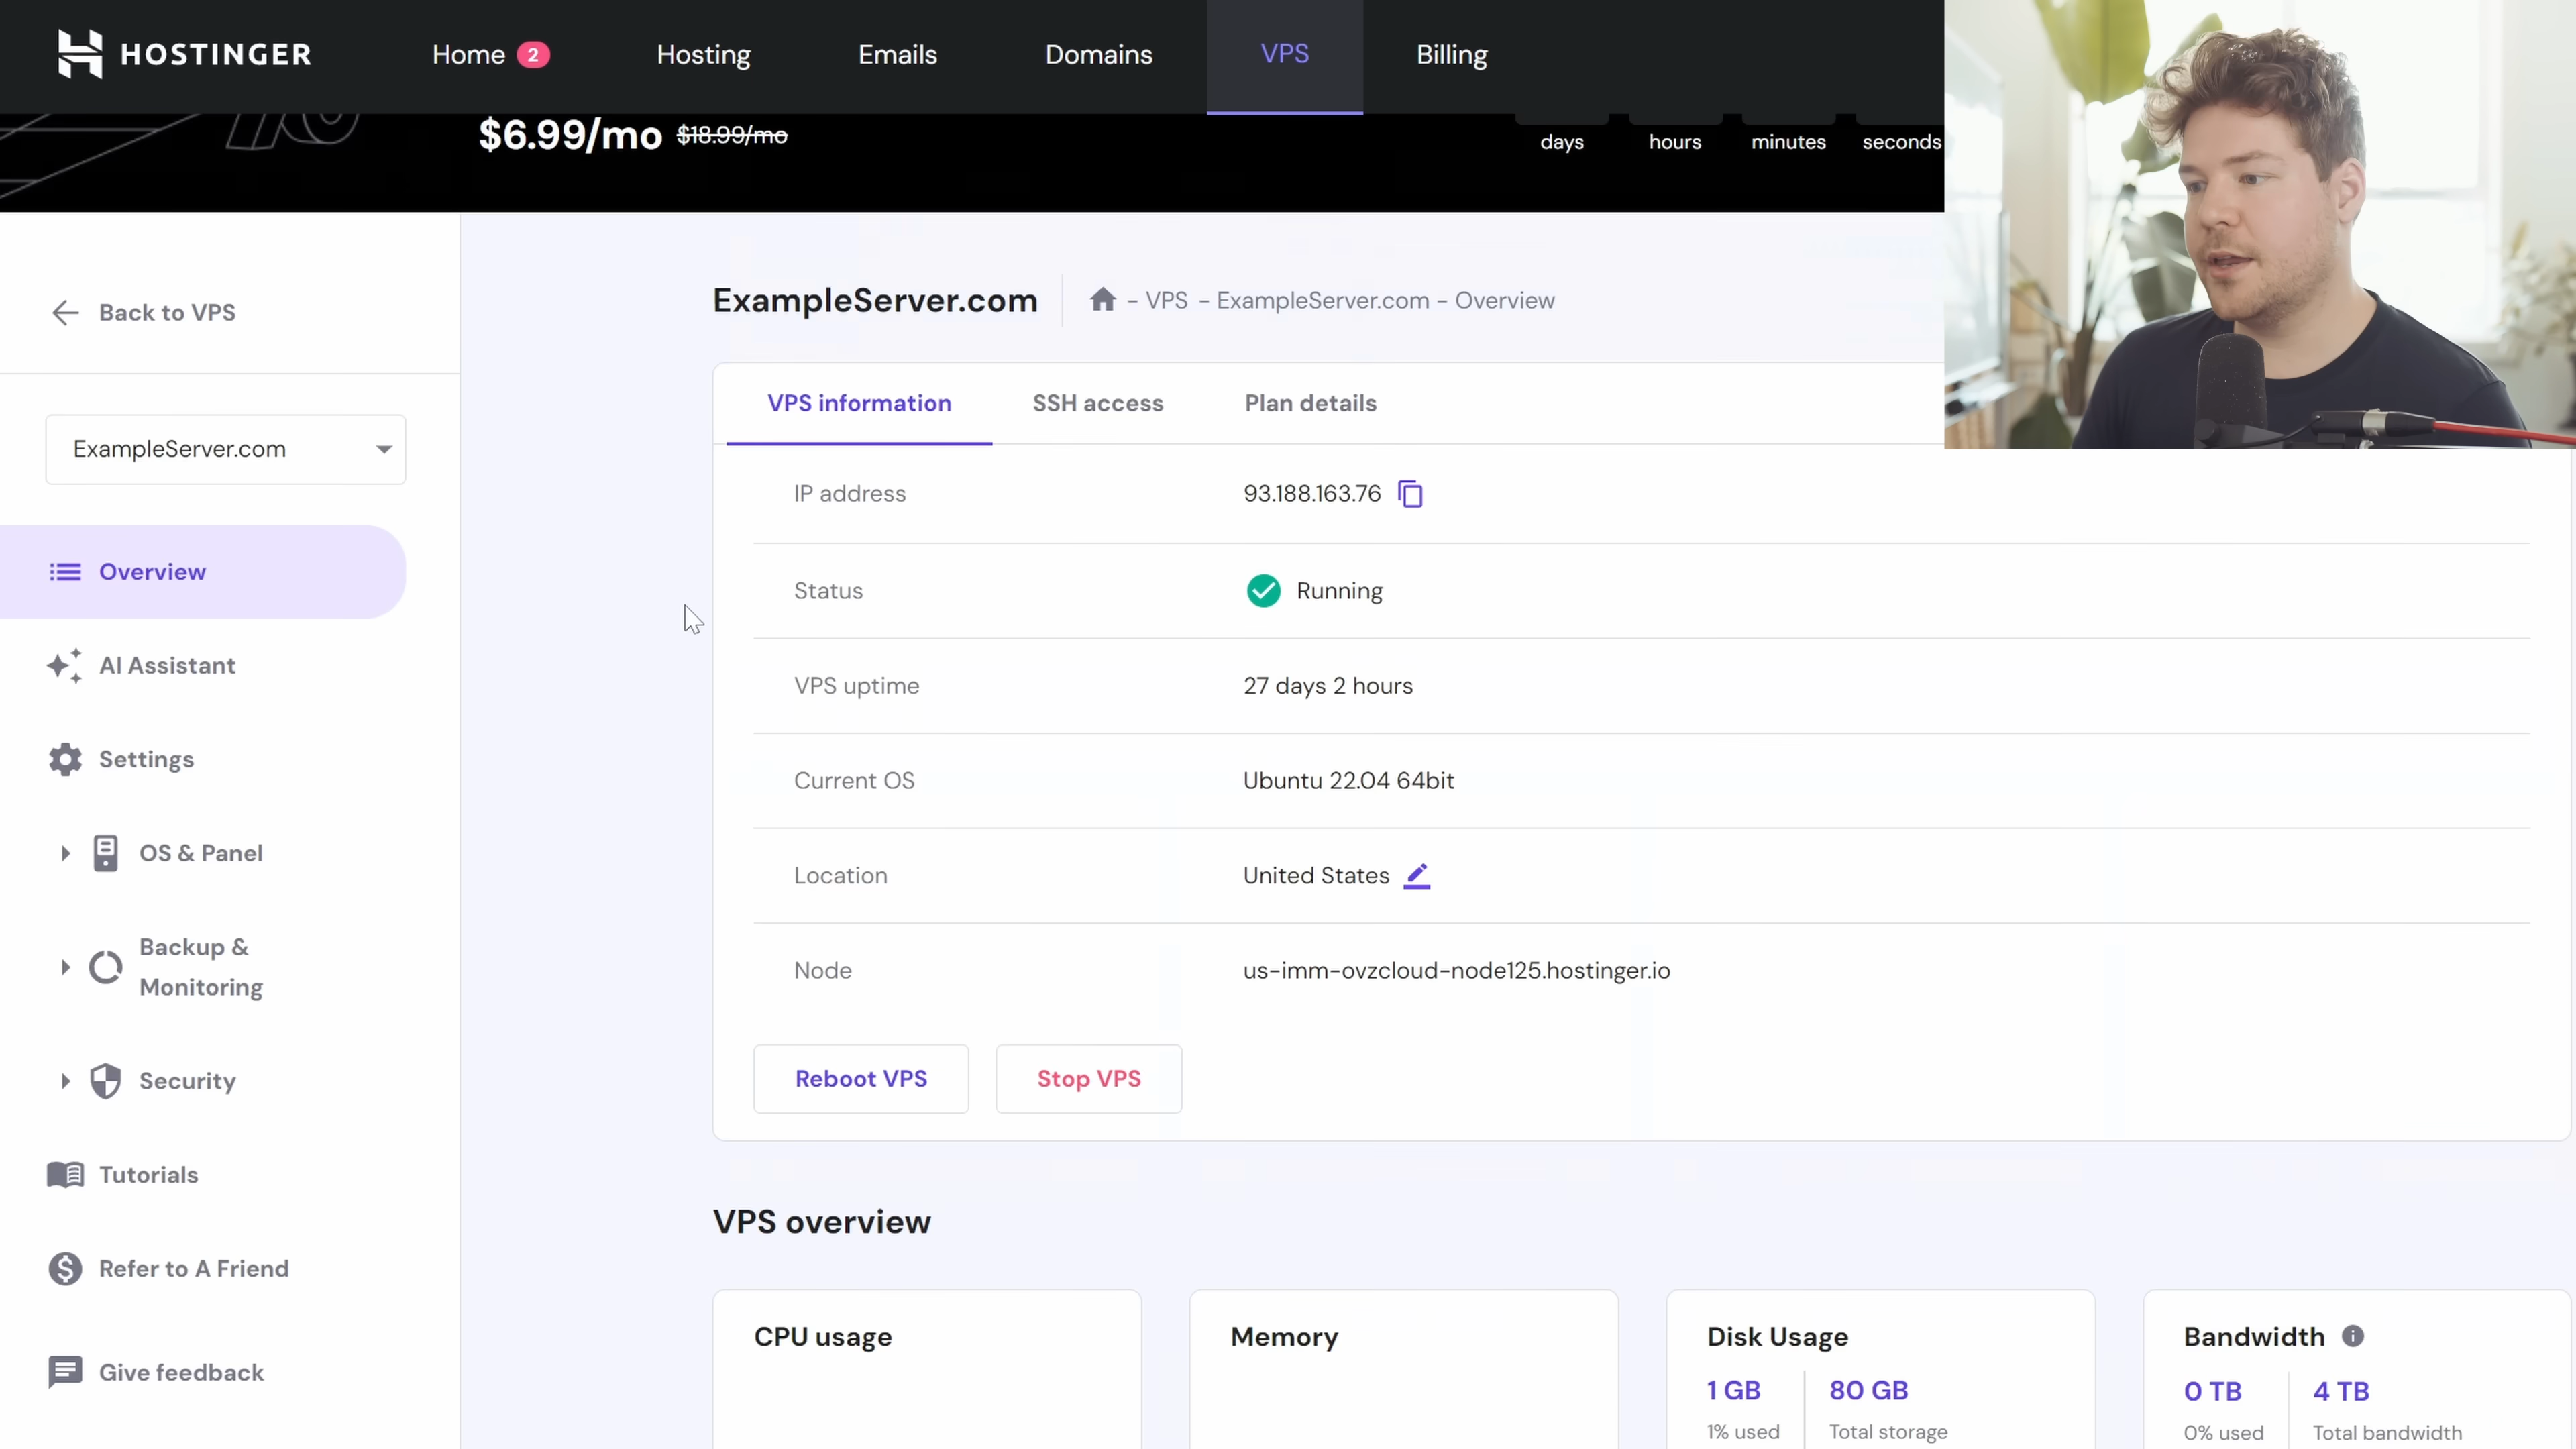 HOSTINGER
Home 2
Hosting
Emails
Domains
VPS
Billing
$6.99/mo $18.99/mo
days hours minutes seconds
Back to VPS
ExampleServer.com
Overview
AI Assistant
Settings
OS & Panel
Backup &
Monitoring
Security
Tutorials
Refer to A Friend
Give feedback
ExampleServer.com
- VPS - ExampleServer.com - Overview
VPS information
SSH access
Plan details
IP address 93.188.163.76
Status Running
VPS uptime 27 days 2 hours
Current OS Ubuntu 22.04 64bit
Location United States
Node us-imm-ovzcloud-node125.hostinger.io
Reboot VPS
Stop VPS
VPS overview
CPU usage
Memory
Disk Usage
1 GB
1% used
80 GB
Total storage
Bandwidth
0 TB
0% used
4 TB
Total bandwidth